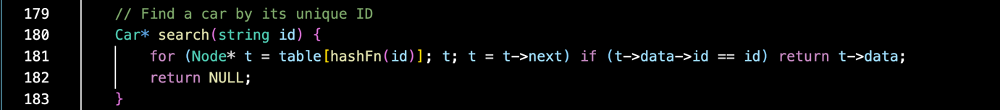 179 // Find a car by its unique ID
180 Car* search(string id) {
181 for (Node* t = table[hashFn(id)]; t; t = t->next) if (t->data->id == id) return t->data;
182 return NULL;
183 }